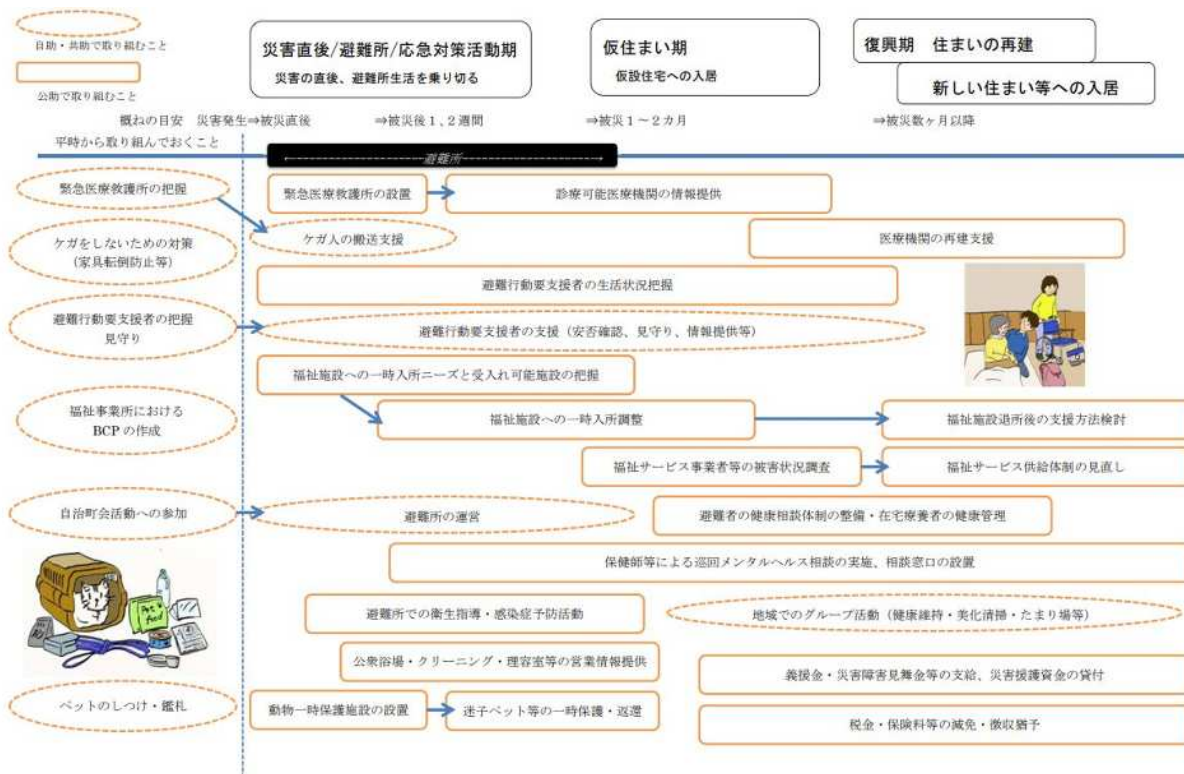 自助・共助で取り組むこと
公助で取り組むこと
災害直後/避難所/応急対策活動期
災害の直後、避難所生活を乗り切る
仮住まい期
仮設住宅への入居
復興期 住まいの再建
新しい住まい等への入居
概ねの目安 災害発生⇒被災直後 ⇒被災後1、2週間 ⇒被災1～2カ月 ⇒被災数ヶ月以降
平時から取り組んでおくこと
避難所
緊急医療救護所の把握
緊急医療救護所の設置
診療可能医療機関の情報提供
ケガをしないための対策
(家具転倒防止等)
ケガ人の搬送支援
医療機関の再建支援
避難行動要支援者の生活状況把握
避難行動要支援者の把握
見守り
避難行動要支援者の支援（安否確認、見守り、情報提供等）
福祉施設への一時入所ニーズと受入れ可能施設の把握
福祉事業所における
BCP の作成
福祉施設への一時入所調整
福祉施設退所後の支援方法検討
福祉サービス事業者等の被害状況調査
福祉サービス供給体制の見直し
自治町会活動への参加
避難所の運営
避難者の健康相談体制の整備・在宅療養者の健康管理
保健師等による巡回メンタルヘルス相談の実施、相談窓口の設置
避難所での衛生指導・感染症予防活動
地域でのグループ活動（健康維持・美化清掃・たまり場等）
Pet's
food
公衆浴場・クリーニング・理容室等の営業情報提供
義援金・災害障害見舞金等の支給、災害援護資金の貸付
ペットのしつけ・鑑札
動物一時保護施設の設置
迷子ペット等の一時保護・返還
税金・保険料等の減免・徴収猶予